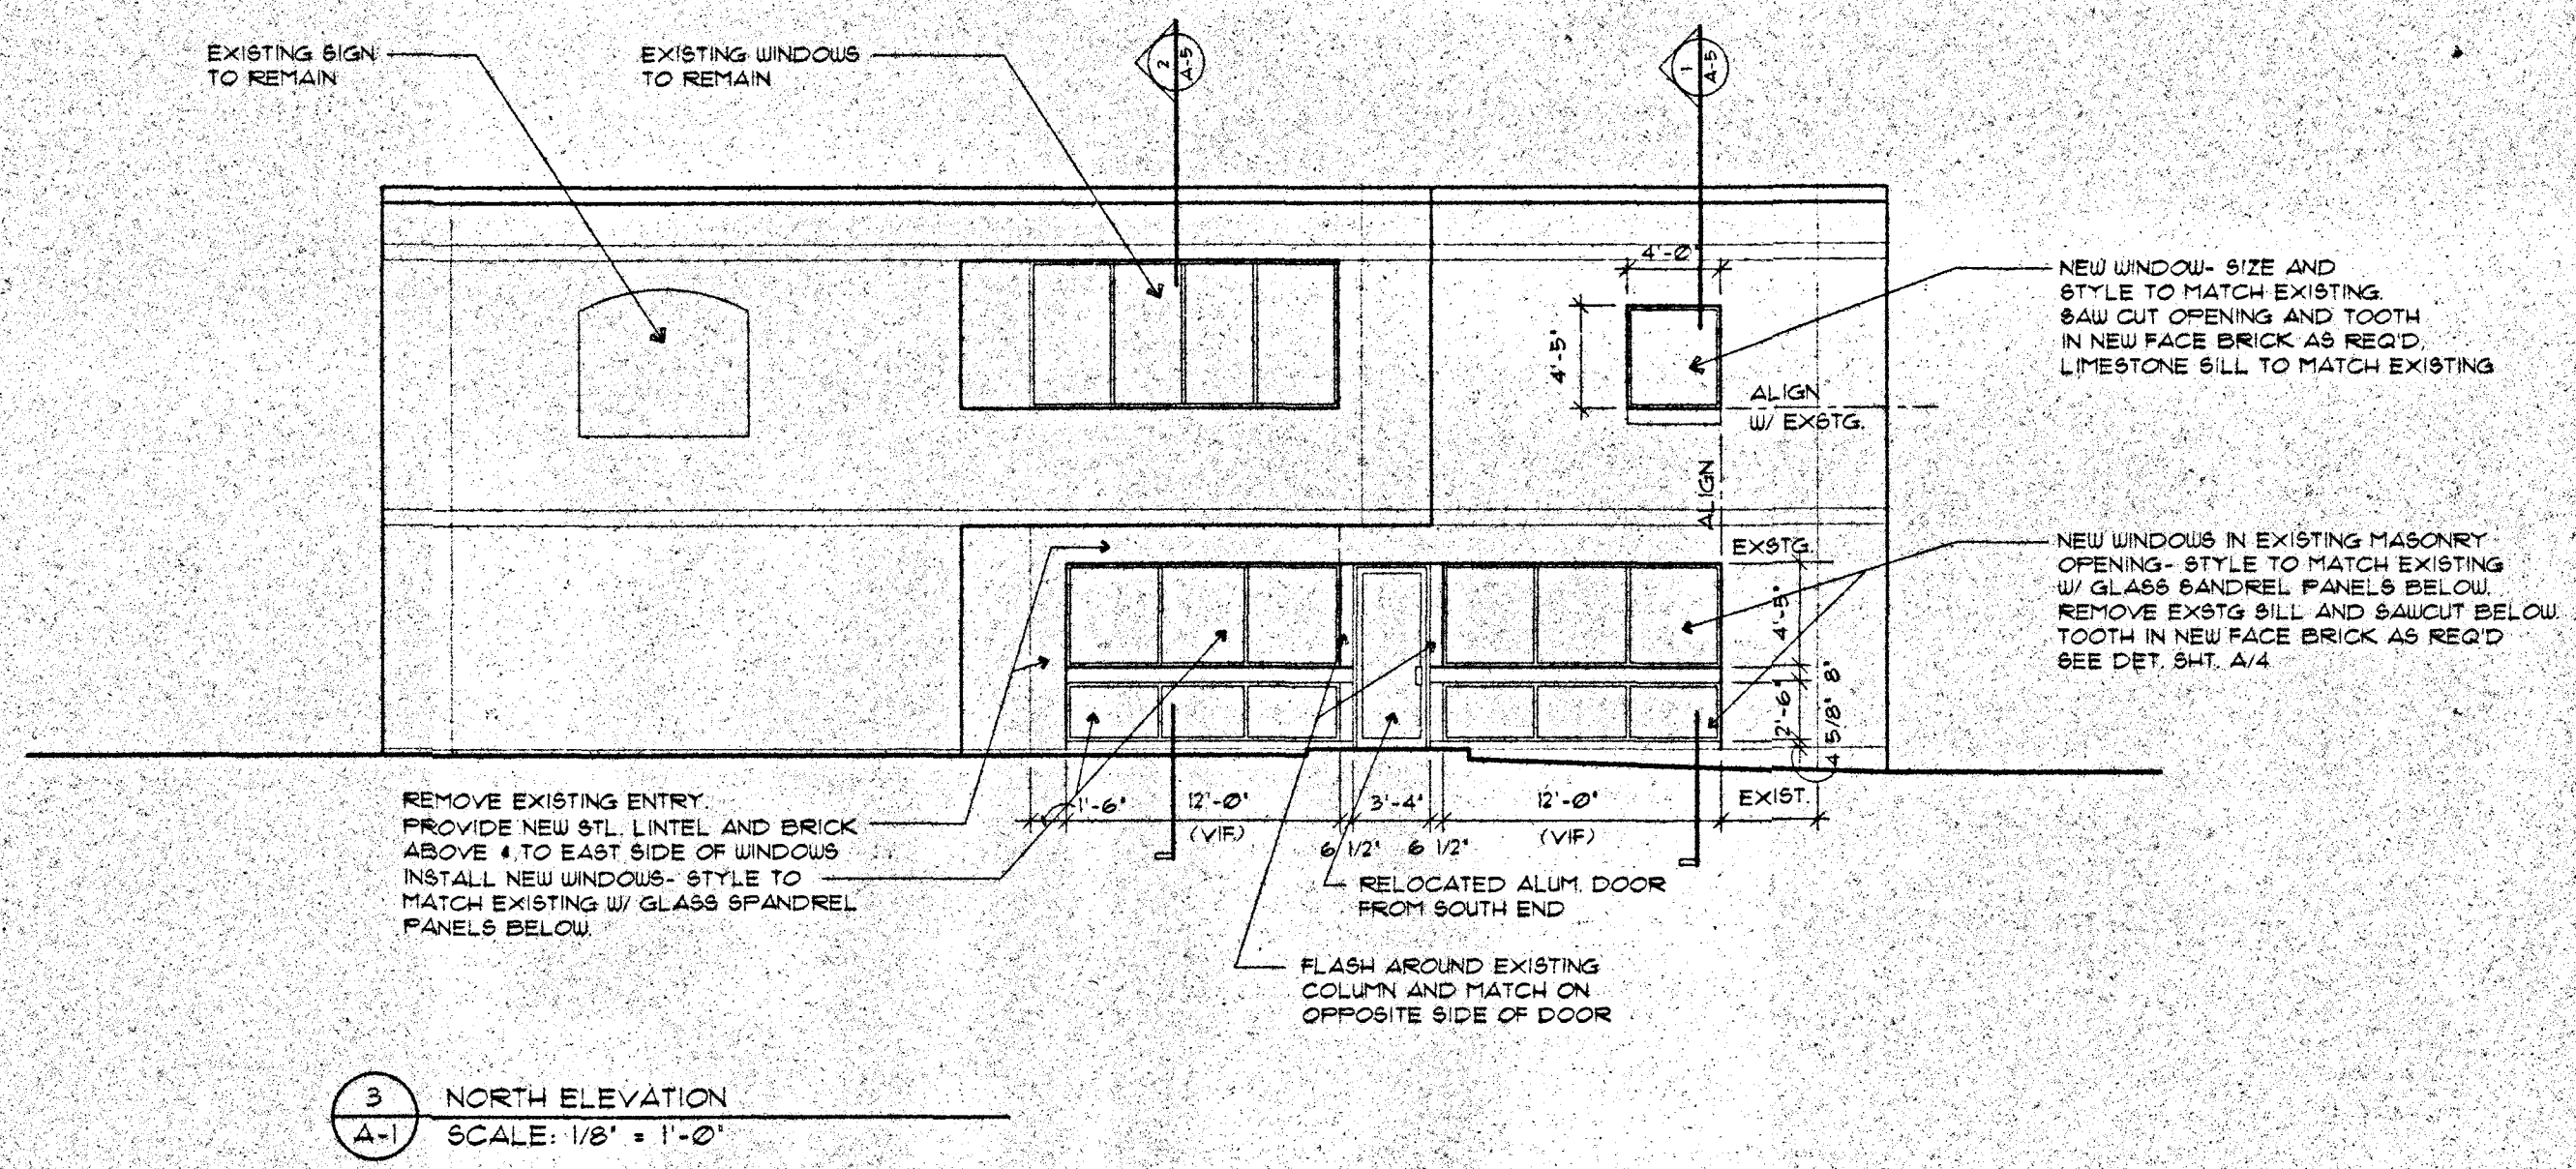 EXISTING SIGN
TO REMAIN
EXISTING WINDOWS
TO REMAIN
2
A-5
1
A-5
4'-0"
4'-5"
NEW WINDOW- SIZE AND
STYLE TO MATCH EXISTING.
SAW CUT OPENING AND TOOTH
IN NEW FACE BRICK AS REQ'D,
LIMESTONE SILL TO MATCH EXISTING
ALIGN
W/ EXSTG.
ALIGN
EXSTG.
NEW WINDOWS IN EXISTING MASONRY
OPENING- STYLE TO MATCH EXISTING
W/ GLASS SANDREL PANELS BELOW.
REMOVE EXSTG SILL AND SAWCUT BELOW.
TOOTH IN NEW FACE BRICK AS REQ'D
SEE DET. SHT. A/4
4'-5"
8"
2'-6"
4 5/8"
REMOVE EXISTING ENTRY.
PROVIDE NEW STL. LINTEL AND BRICK
ABOVE & TO EAST SIDE OF WINDOWS
INSTALL NEW WINDOWS- STYLE TO
MATCH EXISTING W/ GLASS SPANDREL
PANELS BELOW.
1'-6"
12'-0"
(VIF)
3'-4"
12'-0"
(VIF)
EXIST.
6 1/2"
6 1/2"
RELOCATED ALUM. DOOR
FROM SOUTH END
FLASH AROUND EXISTING
COLUMN AND MATCH ON
OPPOSITE SIDE OF DOOR
3
A-1
NORTH ELEVATION
SCALE: 1/8" = 1'-0"